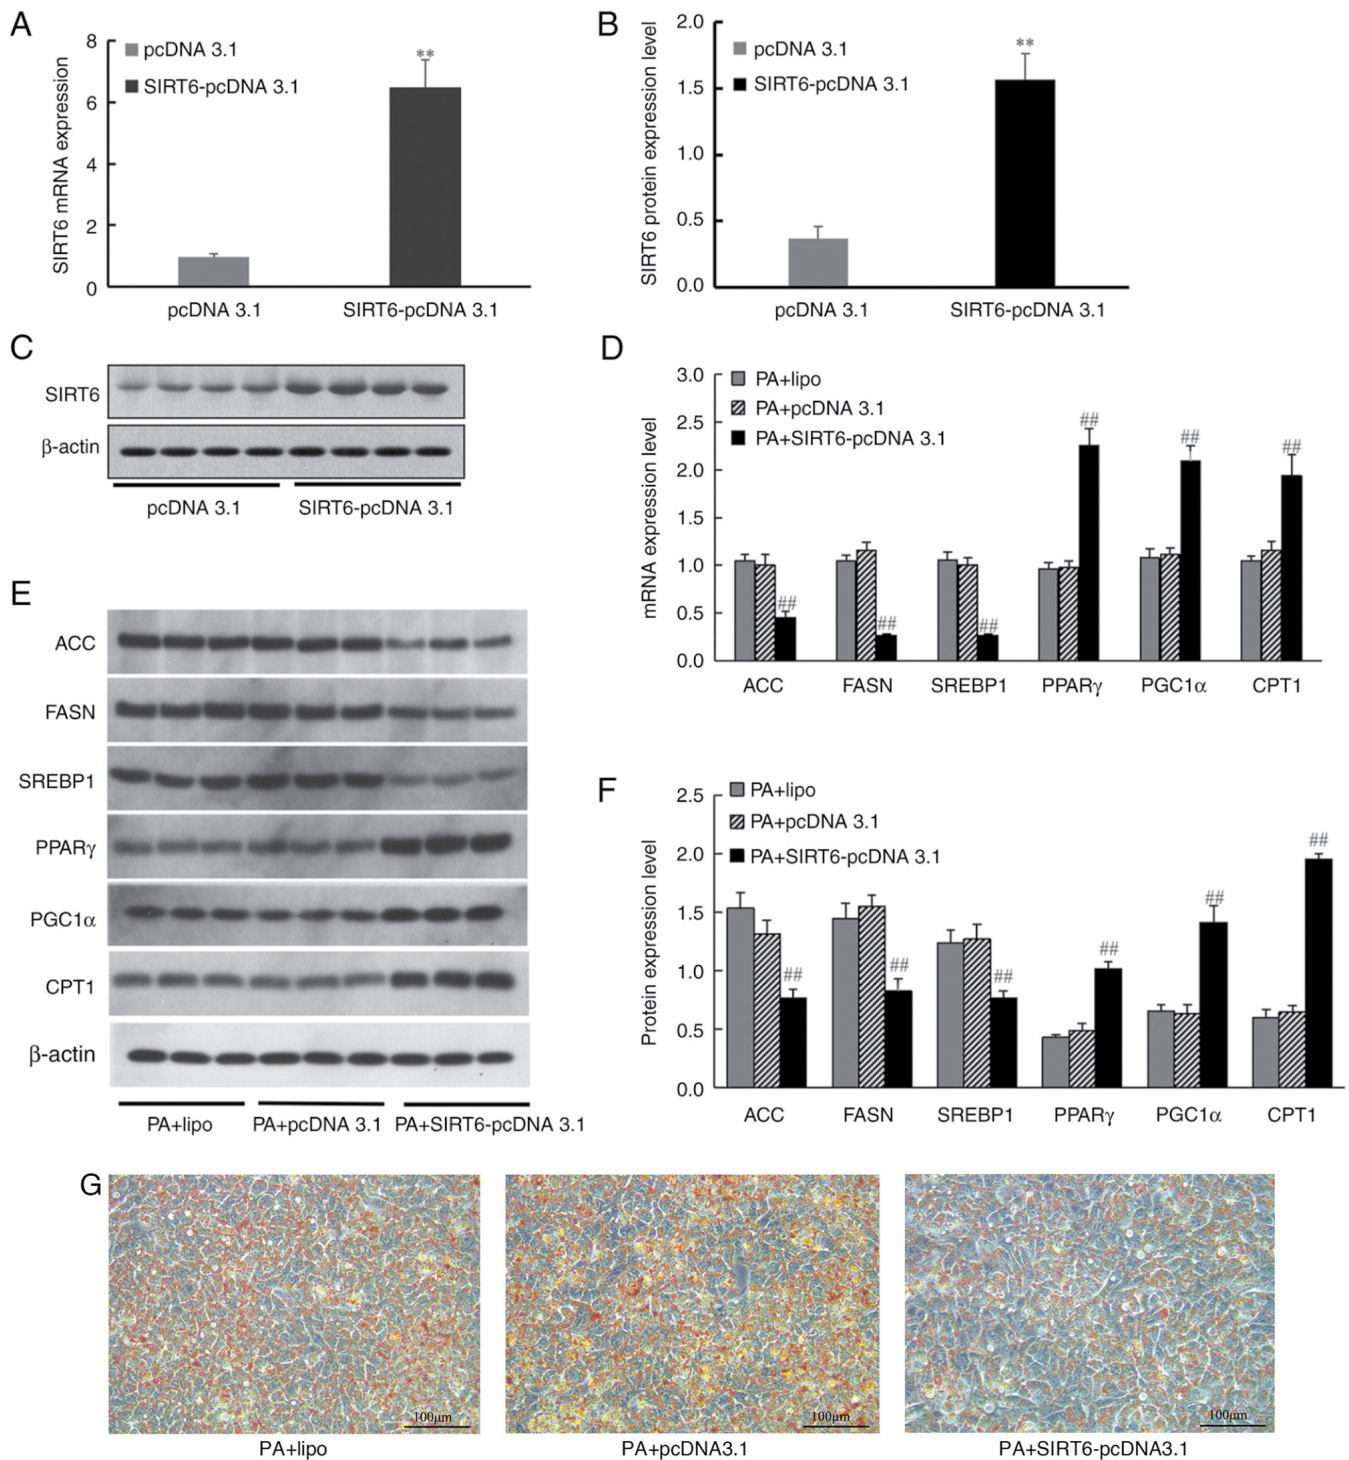 A
8
6
4
2
0
SIRT6 mRNA expression
pcDNA 3.1
SIRT6-pcDNA 3.1
**
pcDNA 3.1
SIRT6-pcDNA 3.1
B
2.0
1.5
1.0
0.5
0.0
SIRT6 protein expression level
pcDNA 3.1
SIRT6-pcDNA 3.1
**
pcDNA 3.1
SIRT6-pcDNA 3.1
C
SIRT6
β-actin
pcDNA 3.1
SIRT6-pcDNA 3.1
D
3.0
2.5
2.0
1.5
1.0
0.5
0.0
mRNA expression level
PA+lipo
PA+pcDNA 3.1
PA+SIRT6-pcDNA 3.1
##
##
##
##
##
##
ACC
FASN
SREBP1
PPARγ
PGC1α
CPT1
E
ACC
FASN
SREBP1
PPARγ
PGC1α
CPT1
β-actin
PA+lipo
PA+pcDNA 3.1
PA+SIRT6-pcDNA 3.1
F
2.5
2.0
1.5
1.0
0.5
0.0
Protein expression level
PA+lipo
PA+pcDNA 3.1
PA+SIRT6-pcDNA 3.1
##
##
##
##
##
##
ACC
FASN
SREBP1
PPARγ
PGC1α
CPT1
G
100μm
100μm
100μm
PA+lipo
PA+pcDNA3.1
PA+SIRT6-pcDNA3.1